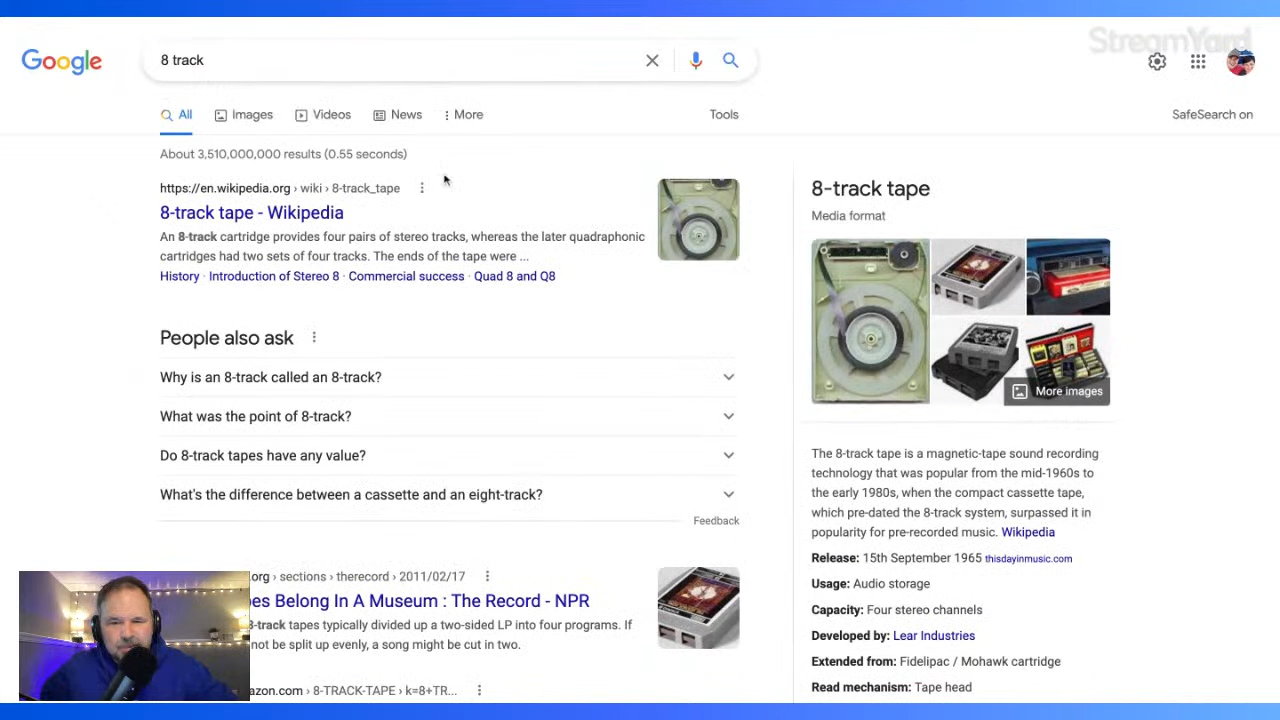 StreamYard
Google
8 track
All
Images
Videos
News
More
Tools
SafeSearch on
About 3,510,000,000 results (0.55 seconds)
https://en.wikipedia.org › wiki › 8-track_tape
8-track tape - Wikipedia
An 8-track cartridge provides four pairs of stereo tracks, whereas the later quadraphonic
cartridges had two sets of four tracks. The ends of the tape were ...
History · Introduction of Stereo 8 · Commercial success · Quad 8 and Q8
People also ask
Why is an 8-track called an 8-track?
What was the point of 8-track?
Do 8-track tapes have any value?
What's the difference between a cassette and an eight-track?
Feedback
org › sections › therecord › 2011/02/17
es Belong In A Museum : The Record - NPR
8-track tapes typically divided up a two-sided LP into four programs. If
not be split up evenly, a song might be cut in two.
azon.com › 8-TRACK-TAPE › k=8+TR...
8-track tape
Media format
More images
The 8-track tape is a magnetic-tape sound recording
technology that was popular from the mid-1960s to
the early 1980s, when the compact cassette tape,
which pre-dated the 8-track system, surpassed it in
popularity for pre-recorded music. Wikipedia
Release: 15th September 1965 thisdayinmusic.com
Usage: Audio storage
Capacity: Four stereo channels
Developed by: Lear Industries
Extended from: Fidelipac / Mohawk cartridge
Read mechanism: Tape head